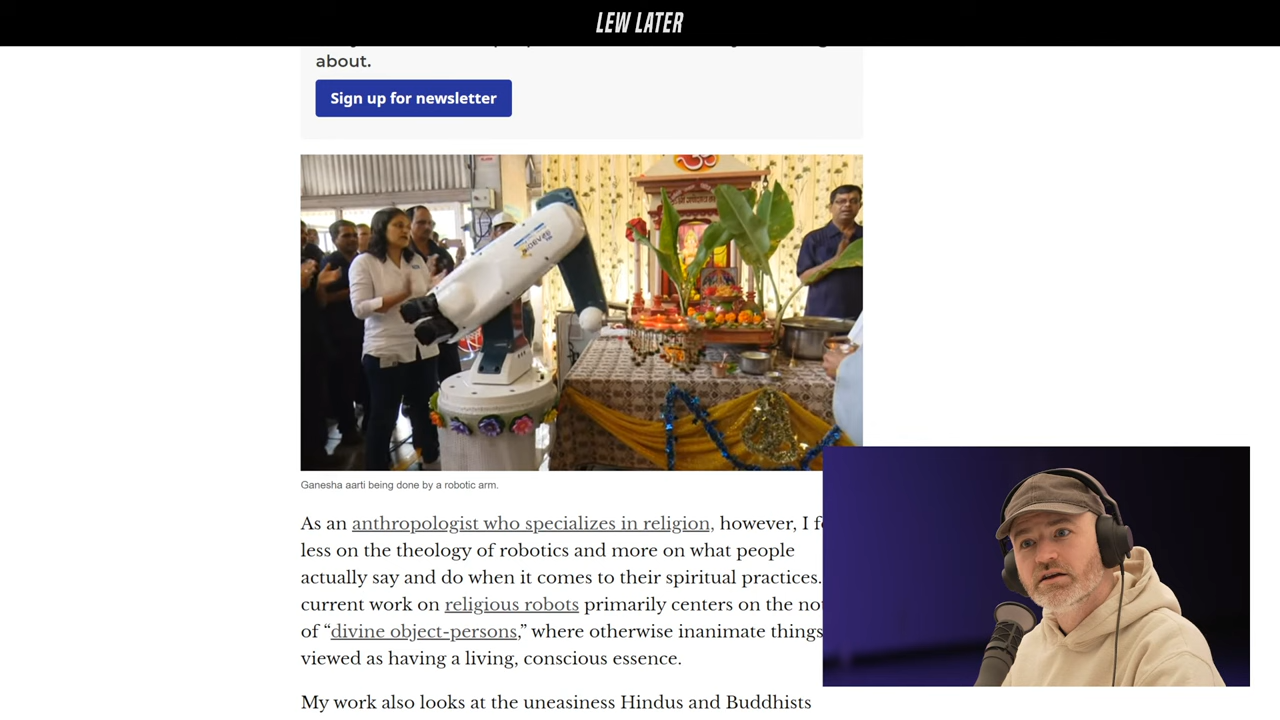 LEW LATER
about.
Sign up for newsletter
Ganesha aarti being done by a robotic arm.
As an anthropologist who specializes in religion, however, I
less on the theology of robotics and more on what people
actually say and do when it comes to their spiritual practices.
current work on religious robots primarily centers on the
of “divine object-persons,” where otherwise inanimate things
viewed as having a living, conscious essence.
My work also looks at the uneasiness Hindus and Buddhists